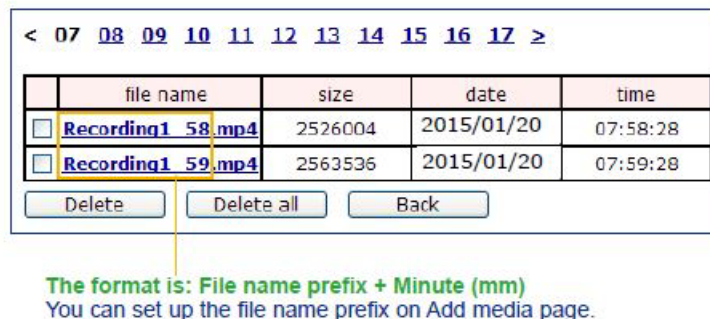 < 07 08 09 10 11 12 13 14 15 16 17 >
file name size date time
Recording1_58.mp4 2526004 2015/01/20 07:58:28
Recording1_59.mp4 2563536 2015/01/20 07:59:28
Delete Delete all Back
The format is: File name prefix + Minute (mm)
You can set up the file name prefix on Add media page.